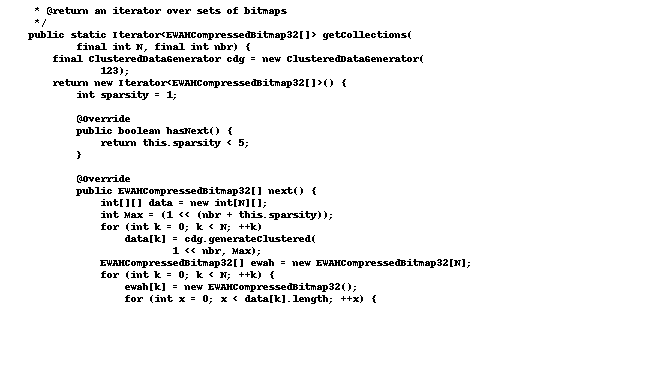 * @return an iterator over sets of bitmaps
*/
public static Iterator<EWAHCompressedBitmap32[]> getCollections(
final int N, final int nbr) {
final ClusteredDataGenerator cdg = new ClusteredDataGenerator(
123);
return new Iterator<EWAHCompressedBitmap32[]>() {
int sparsity = 1;
@Override
public boolean hasNext() {
return this.sparsity < 5;
}
@Override
public EWAHCompressedBitmap32[] next() {
int[][] data = new int[N][];
int Max = (1 << (nbr + this.sparsity));
for (int k = 0; k < N; ++k)
data[k] = cdg.generateClustered(
1 << nbr, Max);
EWAHCompressedBitmap32[] ewah = new EWAHCompressedBitmap32[N];
for (int k = 0; k < N; ++k) {
ewah[k] = new EWAHCompressedBitmap32();
for (int x = 0; x < data[k].length; ++x) {